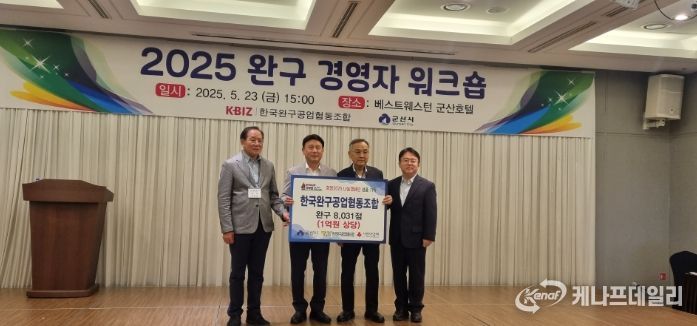 2025 완구 경영자 워크숍
일시 : 2025, 5, 23 (금) 15:00 장소 : 베스트웨스턴 군산호텔
K-BIZ 한국완구공업협동조합 군산시
한국완구공업협동조합
완구 8,031점
(1억원 상당)
Kenaf 케나프데일리